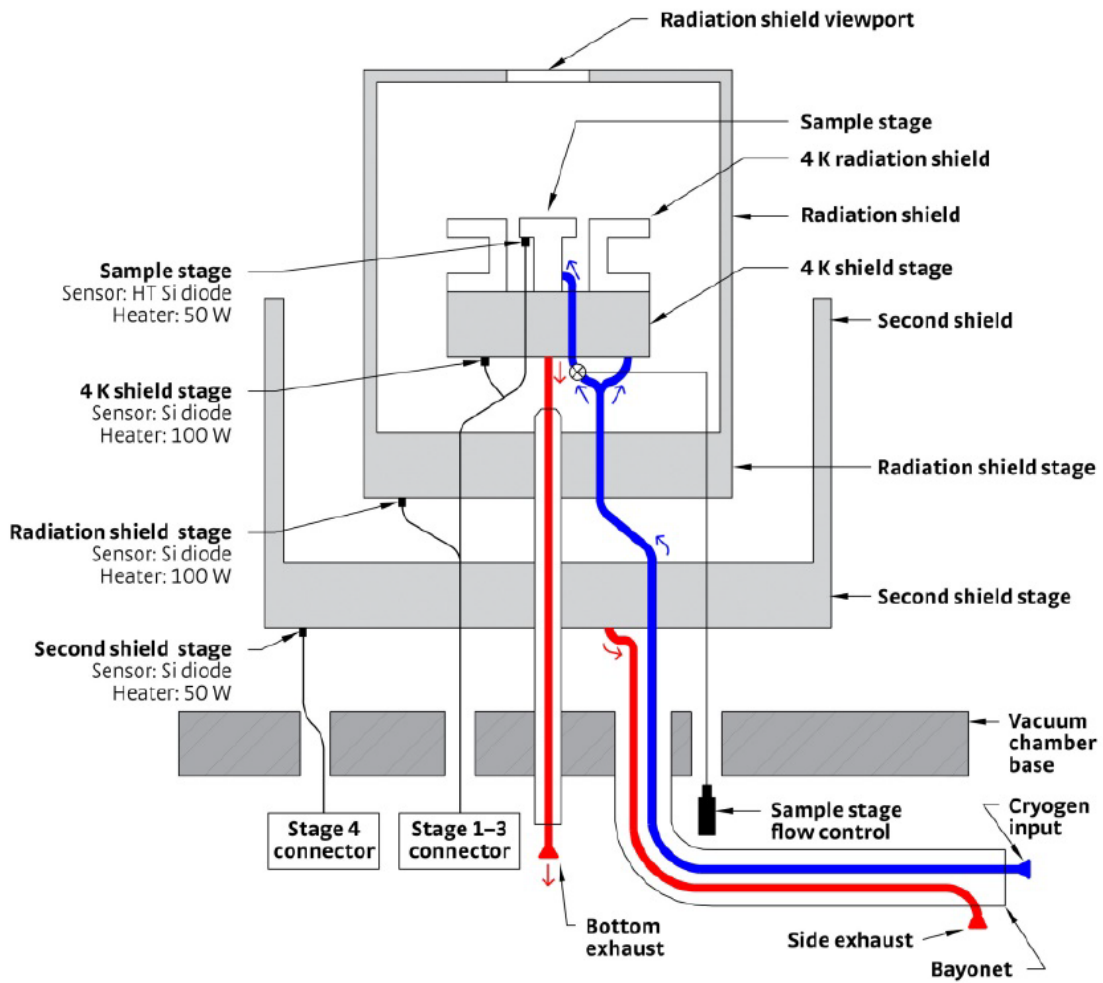 Radiation shield viewport
Sample stage
4 K radiation shield
Radiation shield
4 K shield stage
Second shield
Radiation shield stage
Second shield stage
Sample stage
Sensor: HT Si diode
Heater: 50 W
4 K shield stage
Sensor: Si diode
Heater: 100 W
Radiation shield stage
Sensor: Si diode
Heater: 100 W
Second shield stage
Sensor: Si diode
Heater: 50 W
Vacuum
chamber
base
Stage 4
connector
Stage 1–3
connector
Sample stage
flow control
Cryogen
input
Bottom
exhaust
Side exhaust
Bayonet